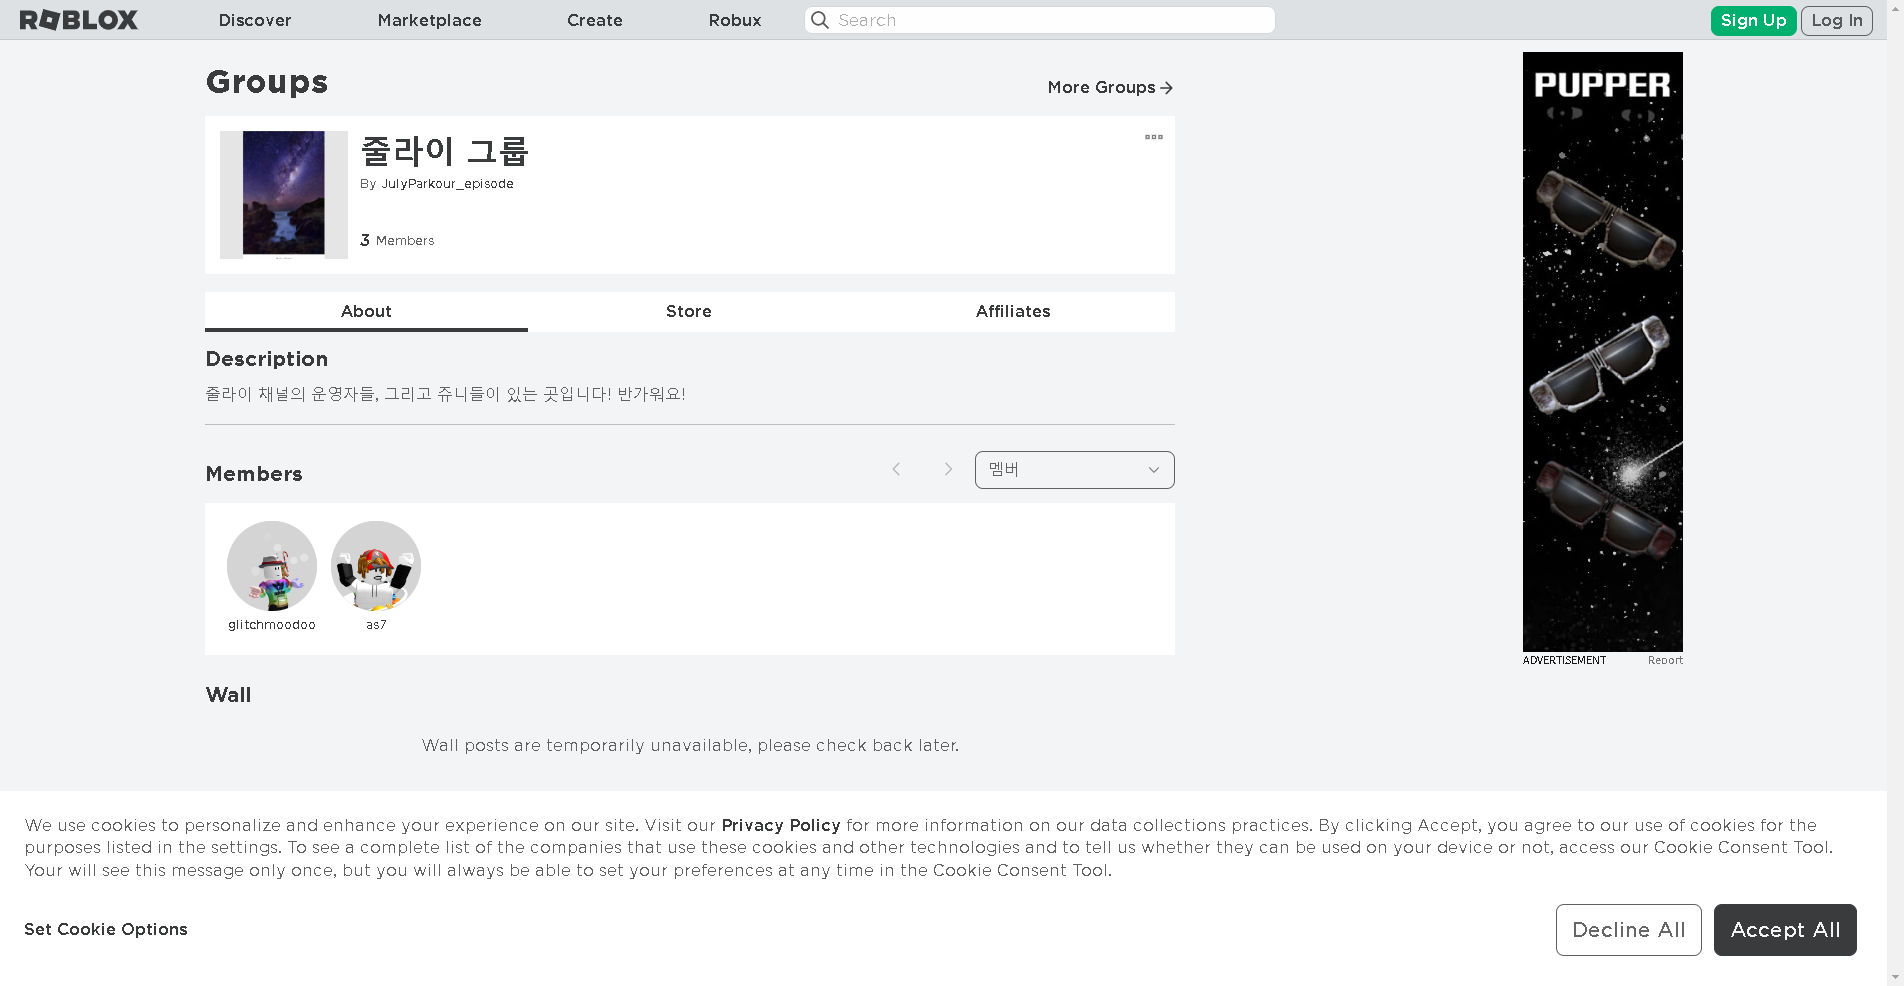 ROBLOX
Discover
Marketplace
Create
Robux
Search
Sign Up
Log In
Groups
More Groups
줄라이 그룹
By JulyParkour_episode
3 Members
About
Store
Affiliates
Description
줄라이 채널의 운영자들, 그리고 쥬니들이 있는 곳입니다! 반가워요!
Members
멤버
glitchmoodoo
as7
Wall
Wall posts are temporarily unavailable, please check back later.
PUPPER
ADVERTISEMENT
Report
We use cookies to personalize and enhance your experience on our site. Visit our Privacy Policy for more information on our data collections practices. By clicking Accept, you agree to our use of cookies for the
purposes listed in the settings. To see a complete list of the companies that use these cookies and other technologies and to tell us whether they can be used on your device or not, access our Cookie Consent Tool.
Your will see this message only once, but you will always be able to set your preferences at any time in the Cookie Consent Tool.
Set Cookie Options
Decline All
Accept All